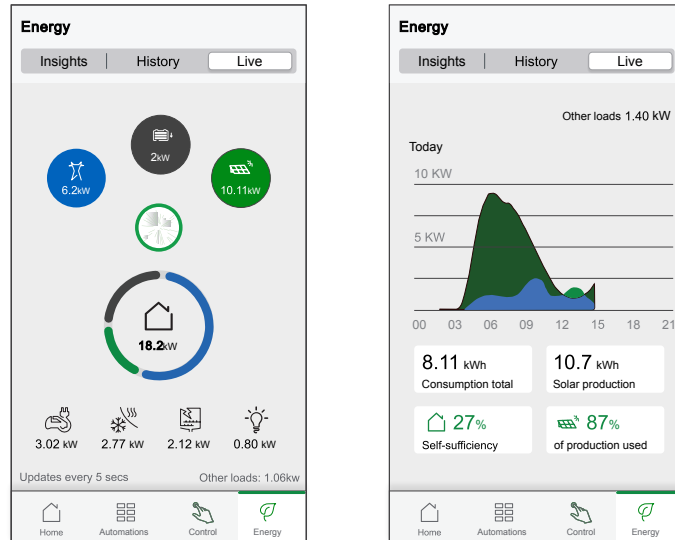 Energy
Insights History Live
2kW
6.2kW
10.11kW
18.2kW
3.02 kW 2.77 kW 2.12 kW 0.80 kW
Updates every 5 secs Other loads: 1.06kw
Home Automations Control Energy
Energy
Insights History Live
Other loads 1.40 kW
Today
10 KW
5 KW
00 03 06 09 12 15 18 21
8.11 kWh
Consumption total
10.7 kWh
Solar production
27%
Self-sufficiency
87%
of production used
Home Automations Control Energy